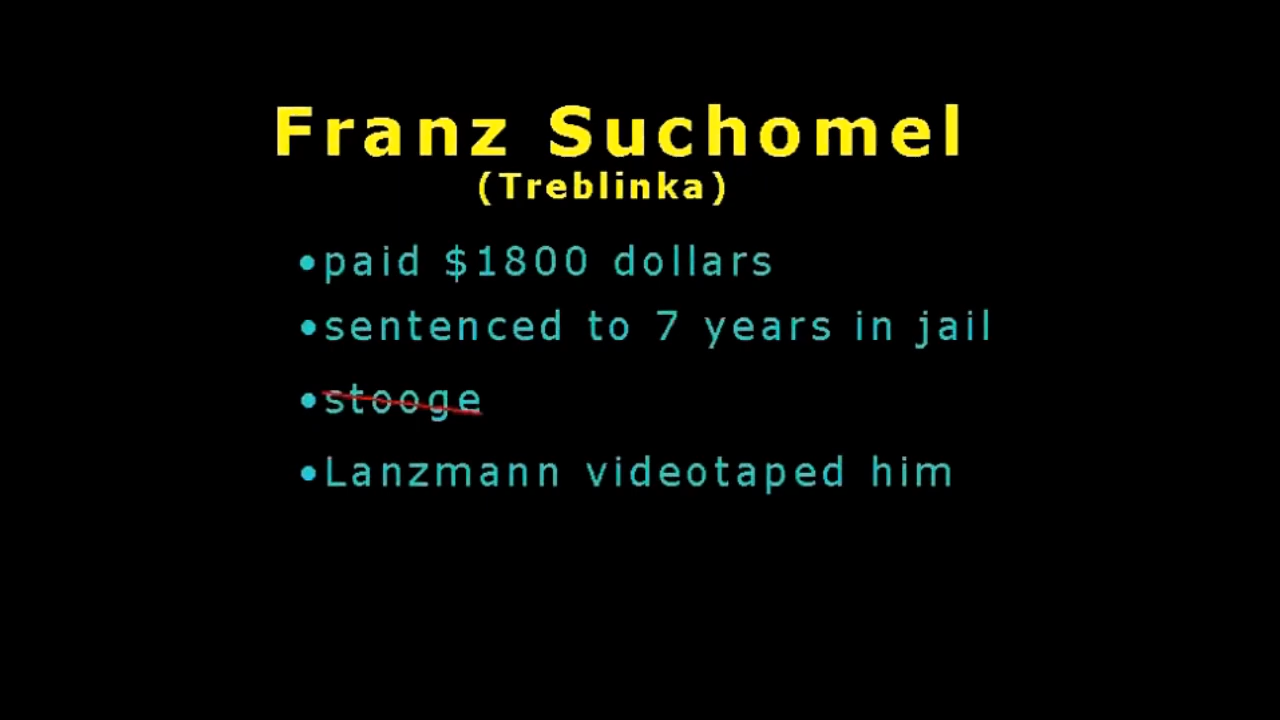 Franz Suchomel
(Treblinka)
•paid $1800 dollars
•sentenced to 7 years in jail
•stooge
•Lanzmann videotaped him